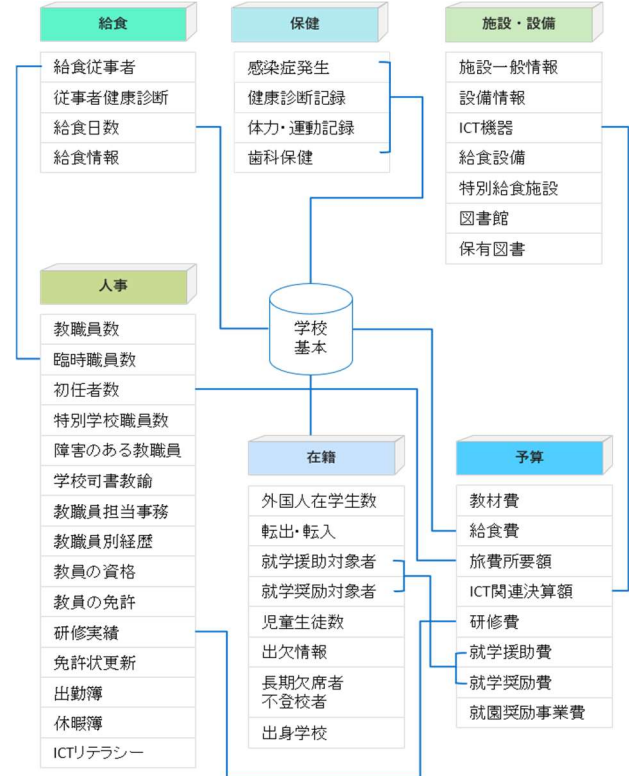 給食
給食従事者
従事者健康診断
給食日数
給食情報
保健
感染症発生
健康診断記録
体力・運動記録
歯科保健
施設・設備
施設一般情報
設備情報
ICT機器
給食設備
特別給食施設
図書館
保有図書
学校
基本
人事
教職員数
臨時職員数
初任者数
特別学校職員数
障害のある教職員
学校司書教諭
教職員担当事務
教職員別経歴
教員の資格
教員の免許
研修実績
免許状更新
出勤簿
休暇簿
ICTリテラシー
在籍
外国人在学生数
転出・転入
就学援助対象者
就学奨励対象者
児童生徒数
出欠情報
長期欠席者
不登校者
出身学校
予算
教材費
給食費
旅費所要額
ICT関連決算額
研修費
就学援助費
就学奨励費
就園奨励事業費